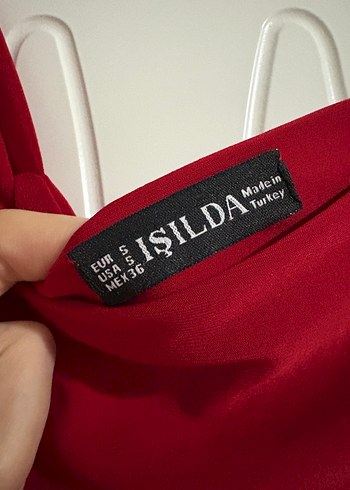 EUR S
USA S
MEX 36
IŞILDA
Made in
Turkey